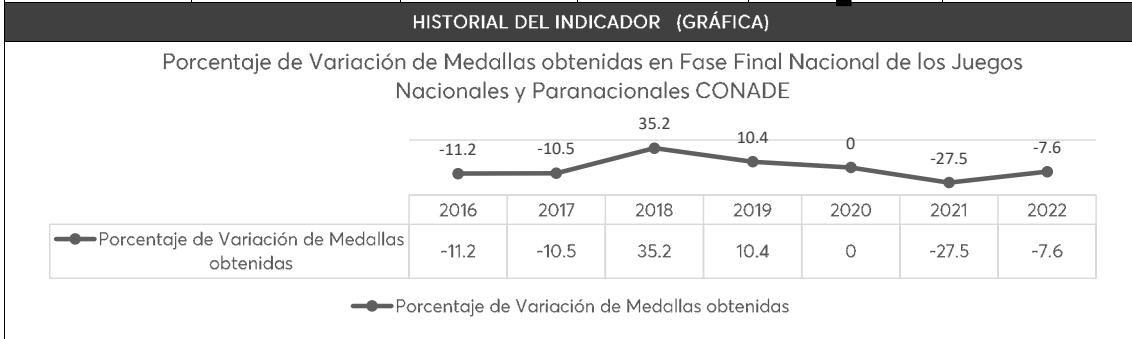 HISTORIAL DEL INDICADOR (GRÁFICA)
Porcentaje de Variación de Medallas obtenidas en Fase Final Nacional de los Juegos
Nacionales y Paranacionales CONADE
-11.2 -10.5 35.2 10.4 0 -27.5 -7.6
2016 2017 2018 2019 2020 2021 2022
Porcentaje de Variación de Medallas
obtenidas -11.2 -10.5 35.2 10.4 0 -27.5 -7.6
Porcentaje de Variación de Medallas obtenidas